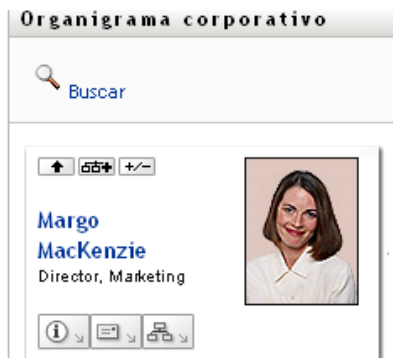 Organigrama corporativo
Buscar
+/-
Margo
MacKenzie
Director, Marketing